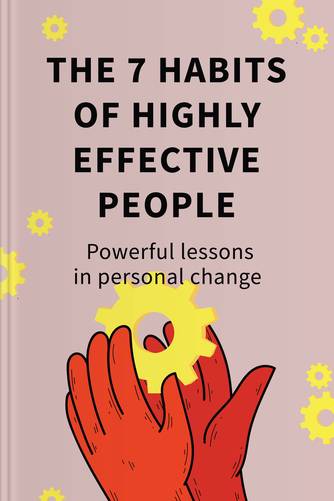 THE 7 HABITS
OF HIGHLY
EFFECTIVE
PEOPLE
Powerful lessons
in personal change